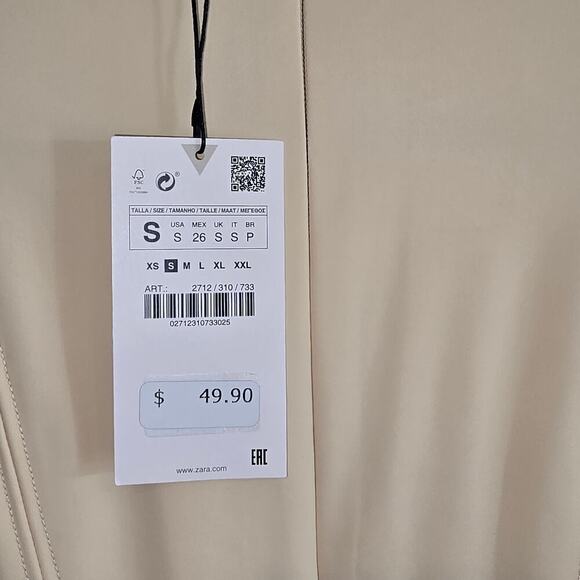 FSC
TALLA / SIZE / TAMANHO / TAILLE / MAAT / ΜΕΓΕΘΟΣ
S USA MEX UK IT BR
S 26 S S P
XS S M L XL XXL
ART.: 2712 / 310 / 733
02712310733025
$ 49.90
www.zara.com
EAC